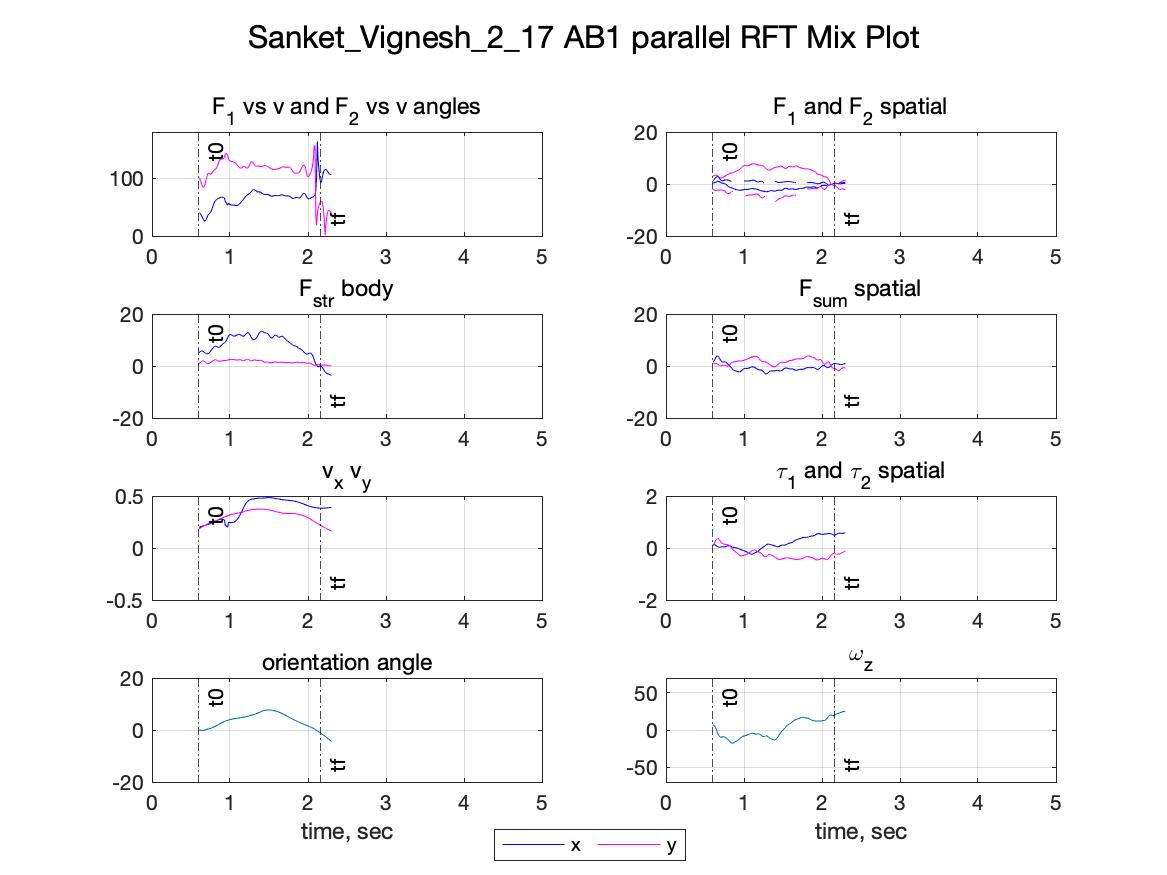 Sanket_Vignesh_2_17 AB1 parallel RFT Mix Plot
F1 vs v and F2 vs v angles
100
0
t0
tf
0 1 2 3 4 5
F1 and F2 spatial
20
0
-20
t0
tf
0 1 2 3 4 5
Fstr body
20
0
-20
t0
tf
0 1 2 3 4 5
Fsum spatial
20
0
-20
t0
tf
0 1 2 3 4 5
vx vy
0.5
0
-0.5
t0
tf
0 1 2 3 4 5
τ1 and τ2 spatial
2
0
-2
t0
tf
0 1 2 3 4 5
orientation angle
20
0
-20
t0
tf
0 1 2 3 4 5
time, sec
ωz
50
0
-50
t0
tf
0 1 2 3 4 5
time, sec
x y